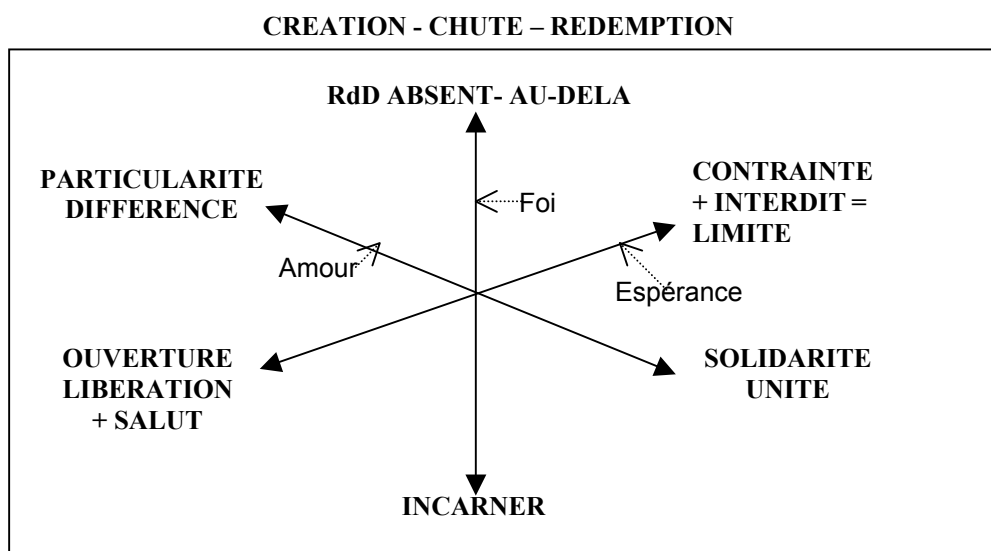 CREATION - CHUTE – REDEMPTION
RdD ABSENT- AU-DELA
PARTICULARITE
DIFFERENCE
CONTRAINTE
+ INTERDIT =
LIMITE
Foi
Amour
Espérance
OUVERTURE
LIBERATION
+ SALUT
SOLIDARITE
UNITE
INCARNER